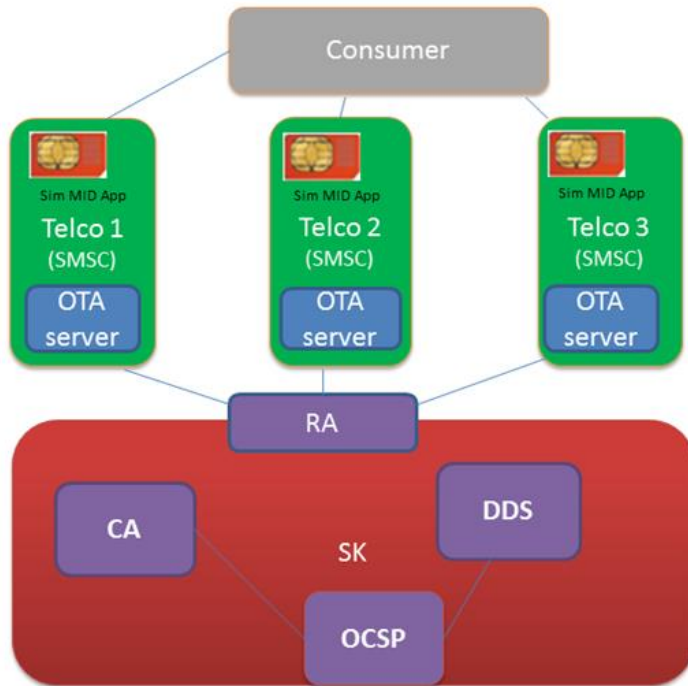 Consumer
Sim MID App
Telco 1
(SMSC)
OTA
server
Sim MID App
Telco 2
(SMSC)
OTA
server
Sim MID App
Telco 3
(SMSC)
OTA
server
RA
CA
DDS
SK
OCSP